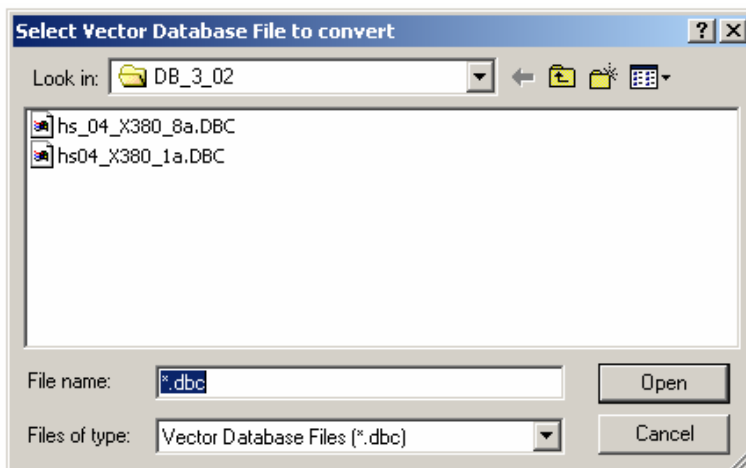 Select Vector Database File to convert
Look in: DB_3_02
hs_04_X380_8a.DBC
hs04_X380_1a.DBC
File name: *.dbc Open
Files of type: Vector Database Files (*.dbc) Cancel